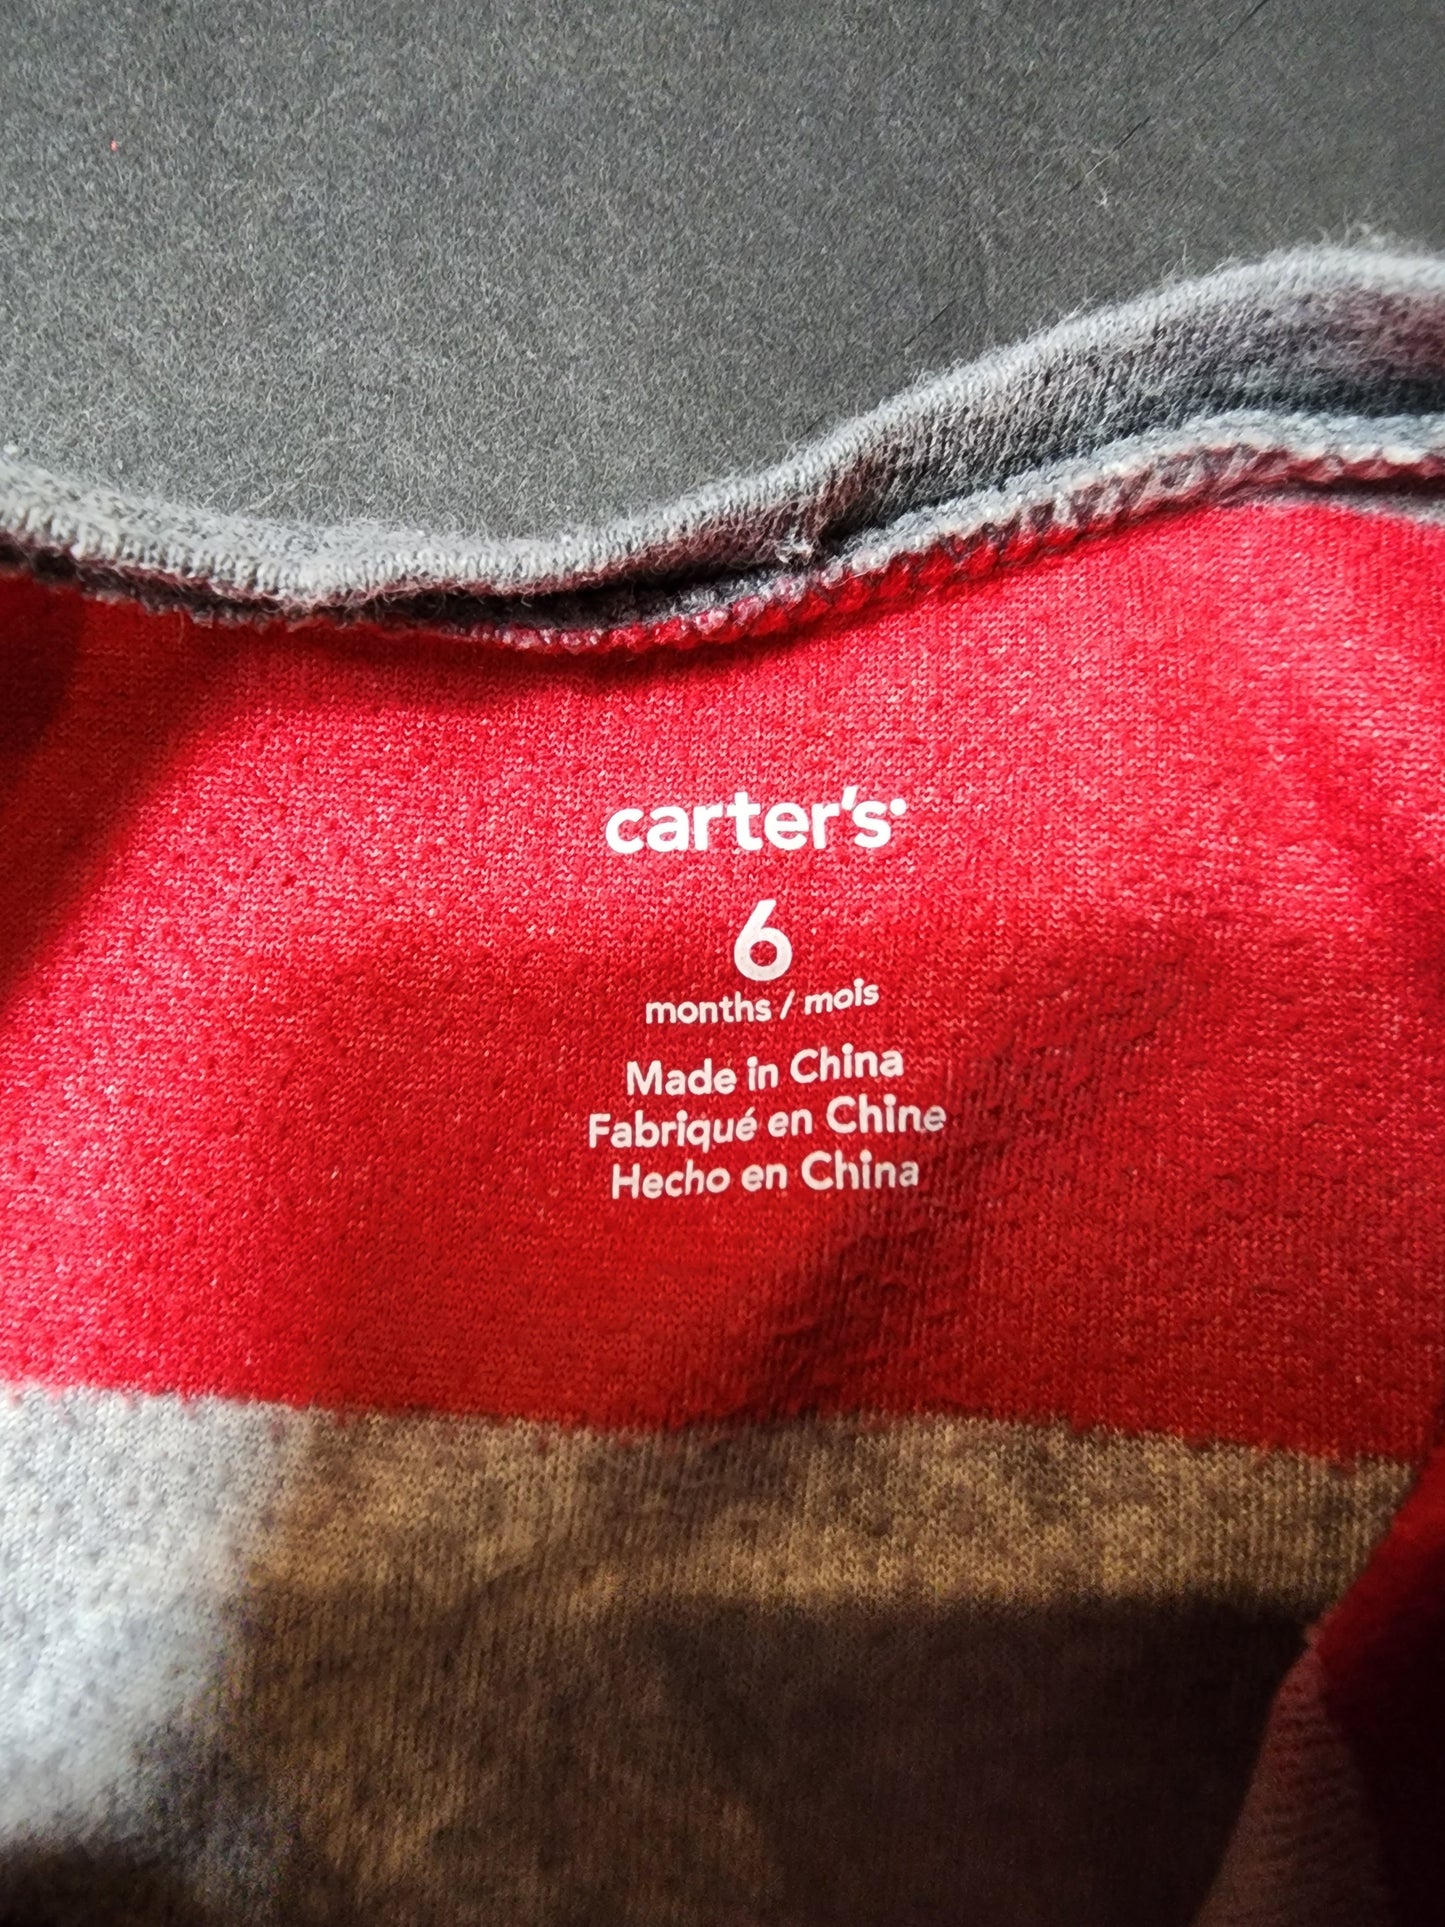 carter's
6
months / mois
Made in China
Fabriqué en Chine
Hecho en China